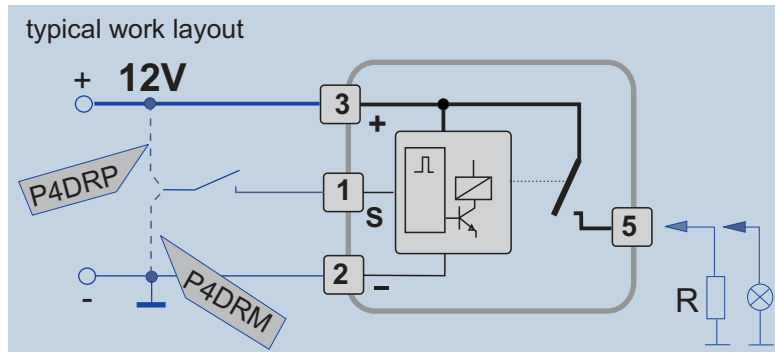 typical work layout
+ 12V
3
+
P4DRP
1
S
5
2
-
-
P4DRM
R